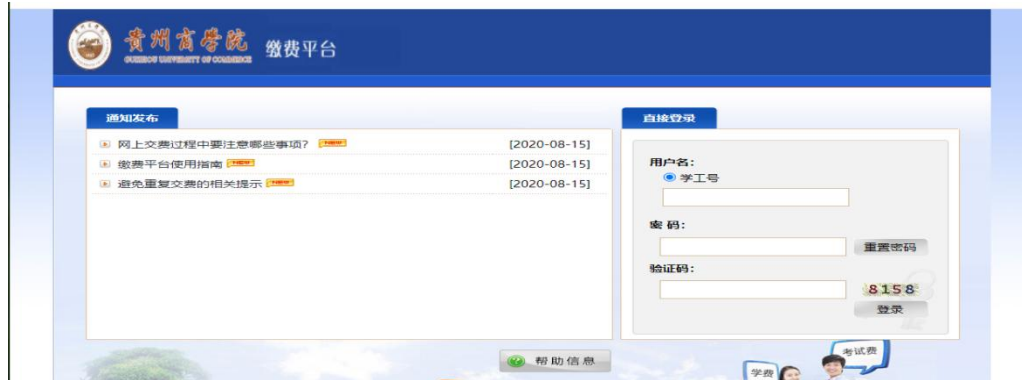 贵州商学院 缴费平台
GUIZHOU UNIVERSITY OF COMMERCE
通知发布
网上交费过程中要注意哪些事项? [2020-08-15]
缴费平台使用指南 [2020-08-15]
避免重复交费的相关提示 [2020-08-15]
直接登录
用户名:
学工号
密 码:
重置密码
验证码:
8158
登录
帮助信息
学费
考试费